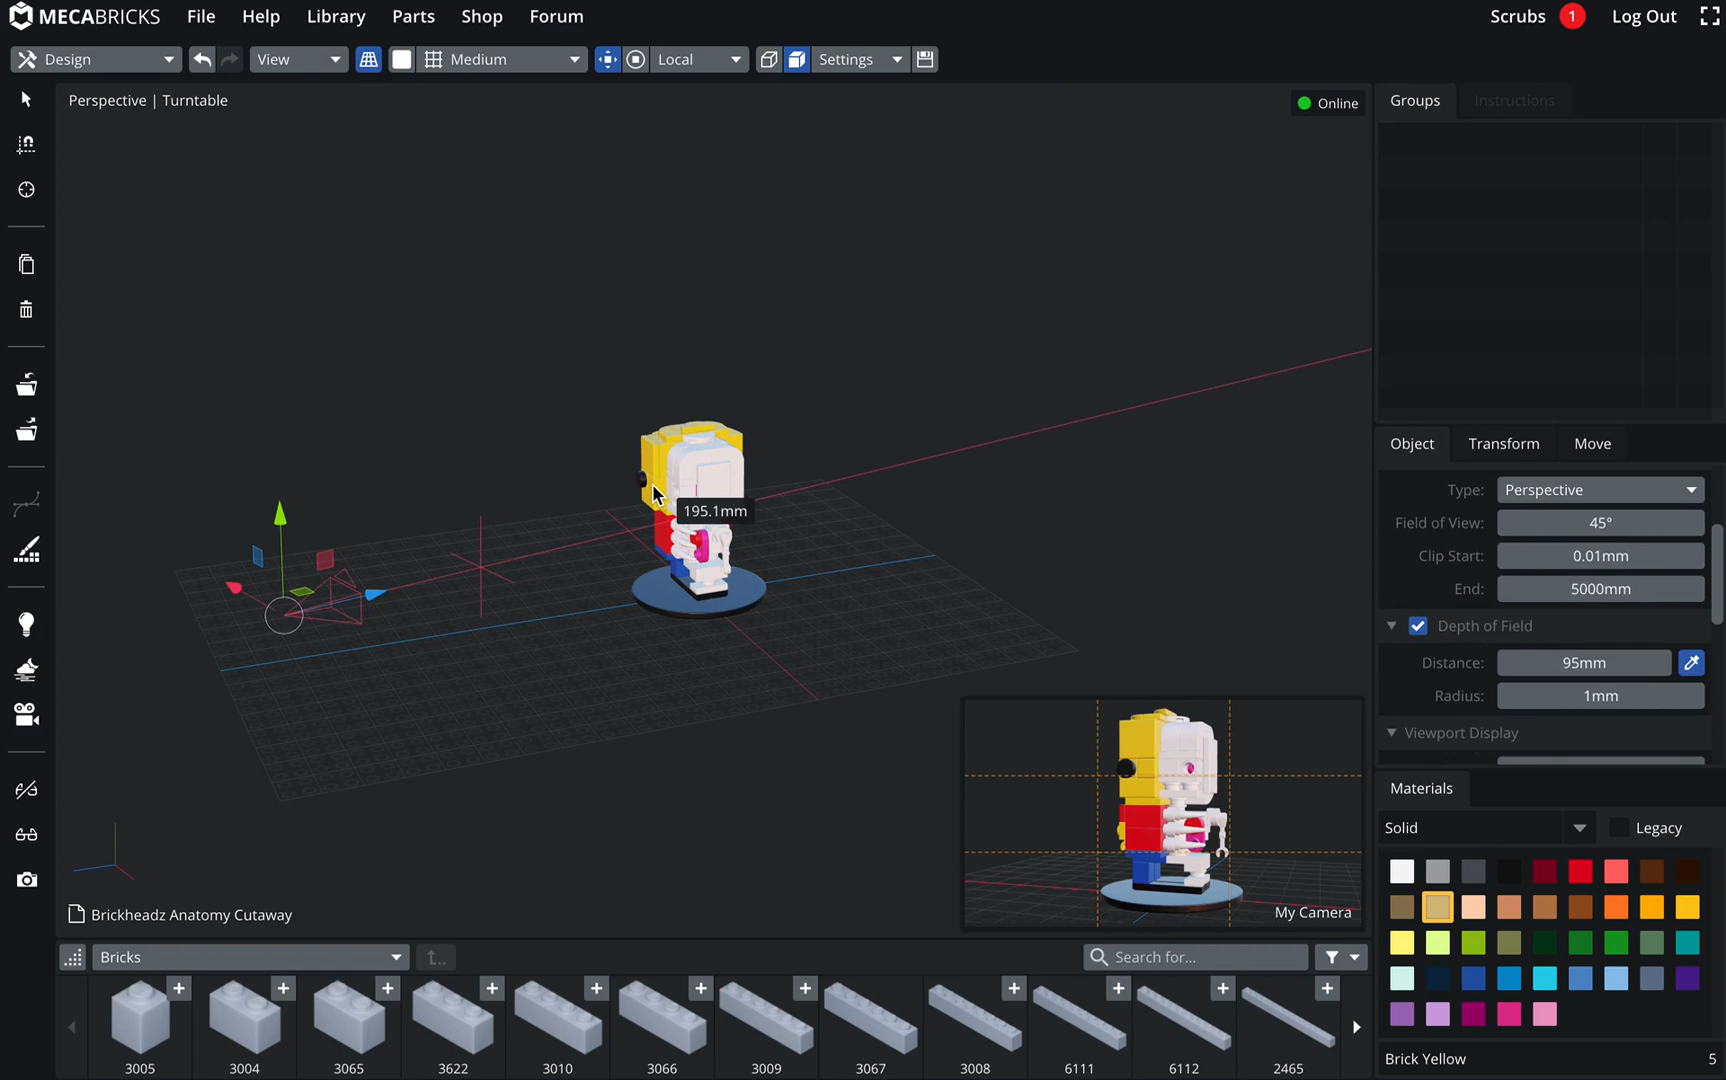 MECABRICKS File Help Library Parts Shop Forum Scrubs 1 Log Out
Design View Medium Local Settings
Perspective | Turntable
Online
Groups Instructions
Object Transform Move
Type: Perspective
Field of View: 45°
Clip Start: 0.01mm
End: 5000mm
Depth of Field
Distance: 95mm
Radius: 1mm
Viewport Display
195.1mm
My Camera
Brickheadz Anatomy Cutaway
Materials
Solid Legacy
Brick Yellow 5
Bricks Search for...
3005 3004 3065 3622 3010 3066 3009 3067 3008 6111 6112 2465